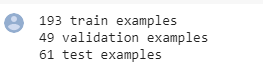 193 train examples
49 validation examples
61 test examples